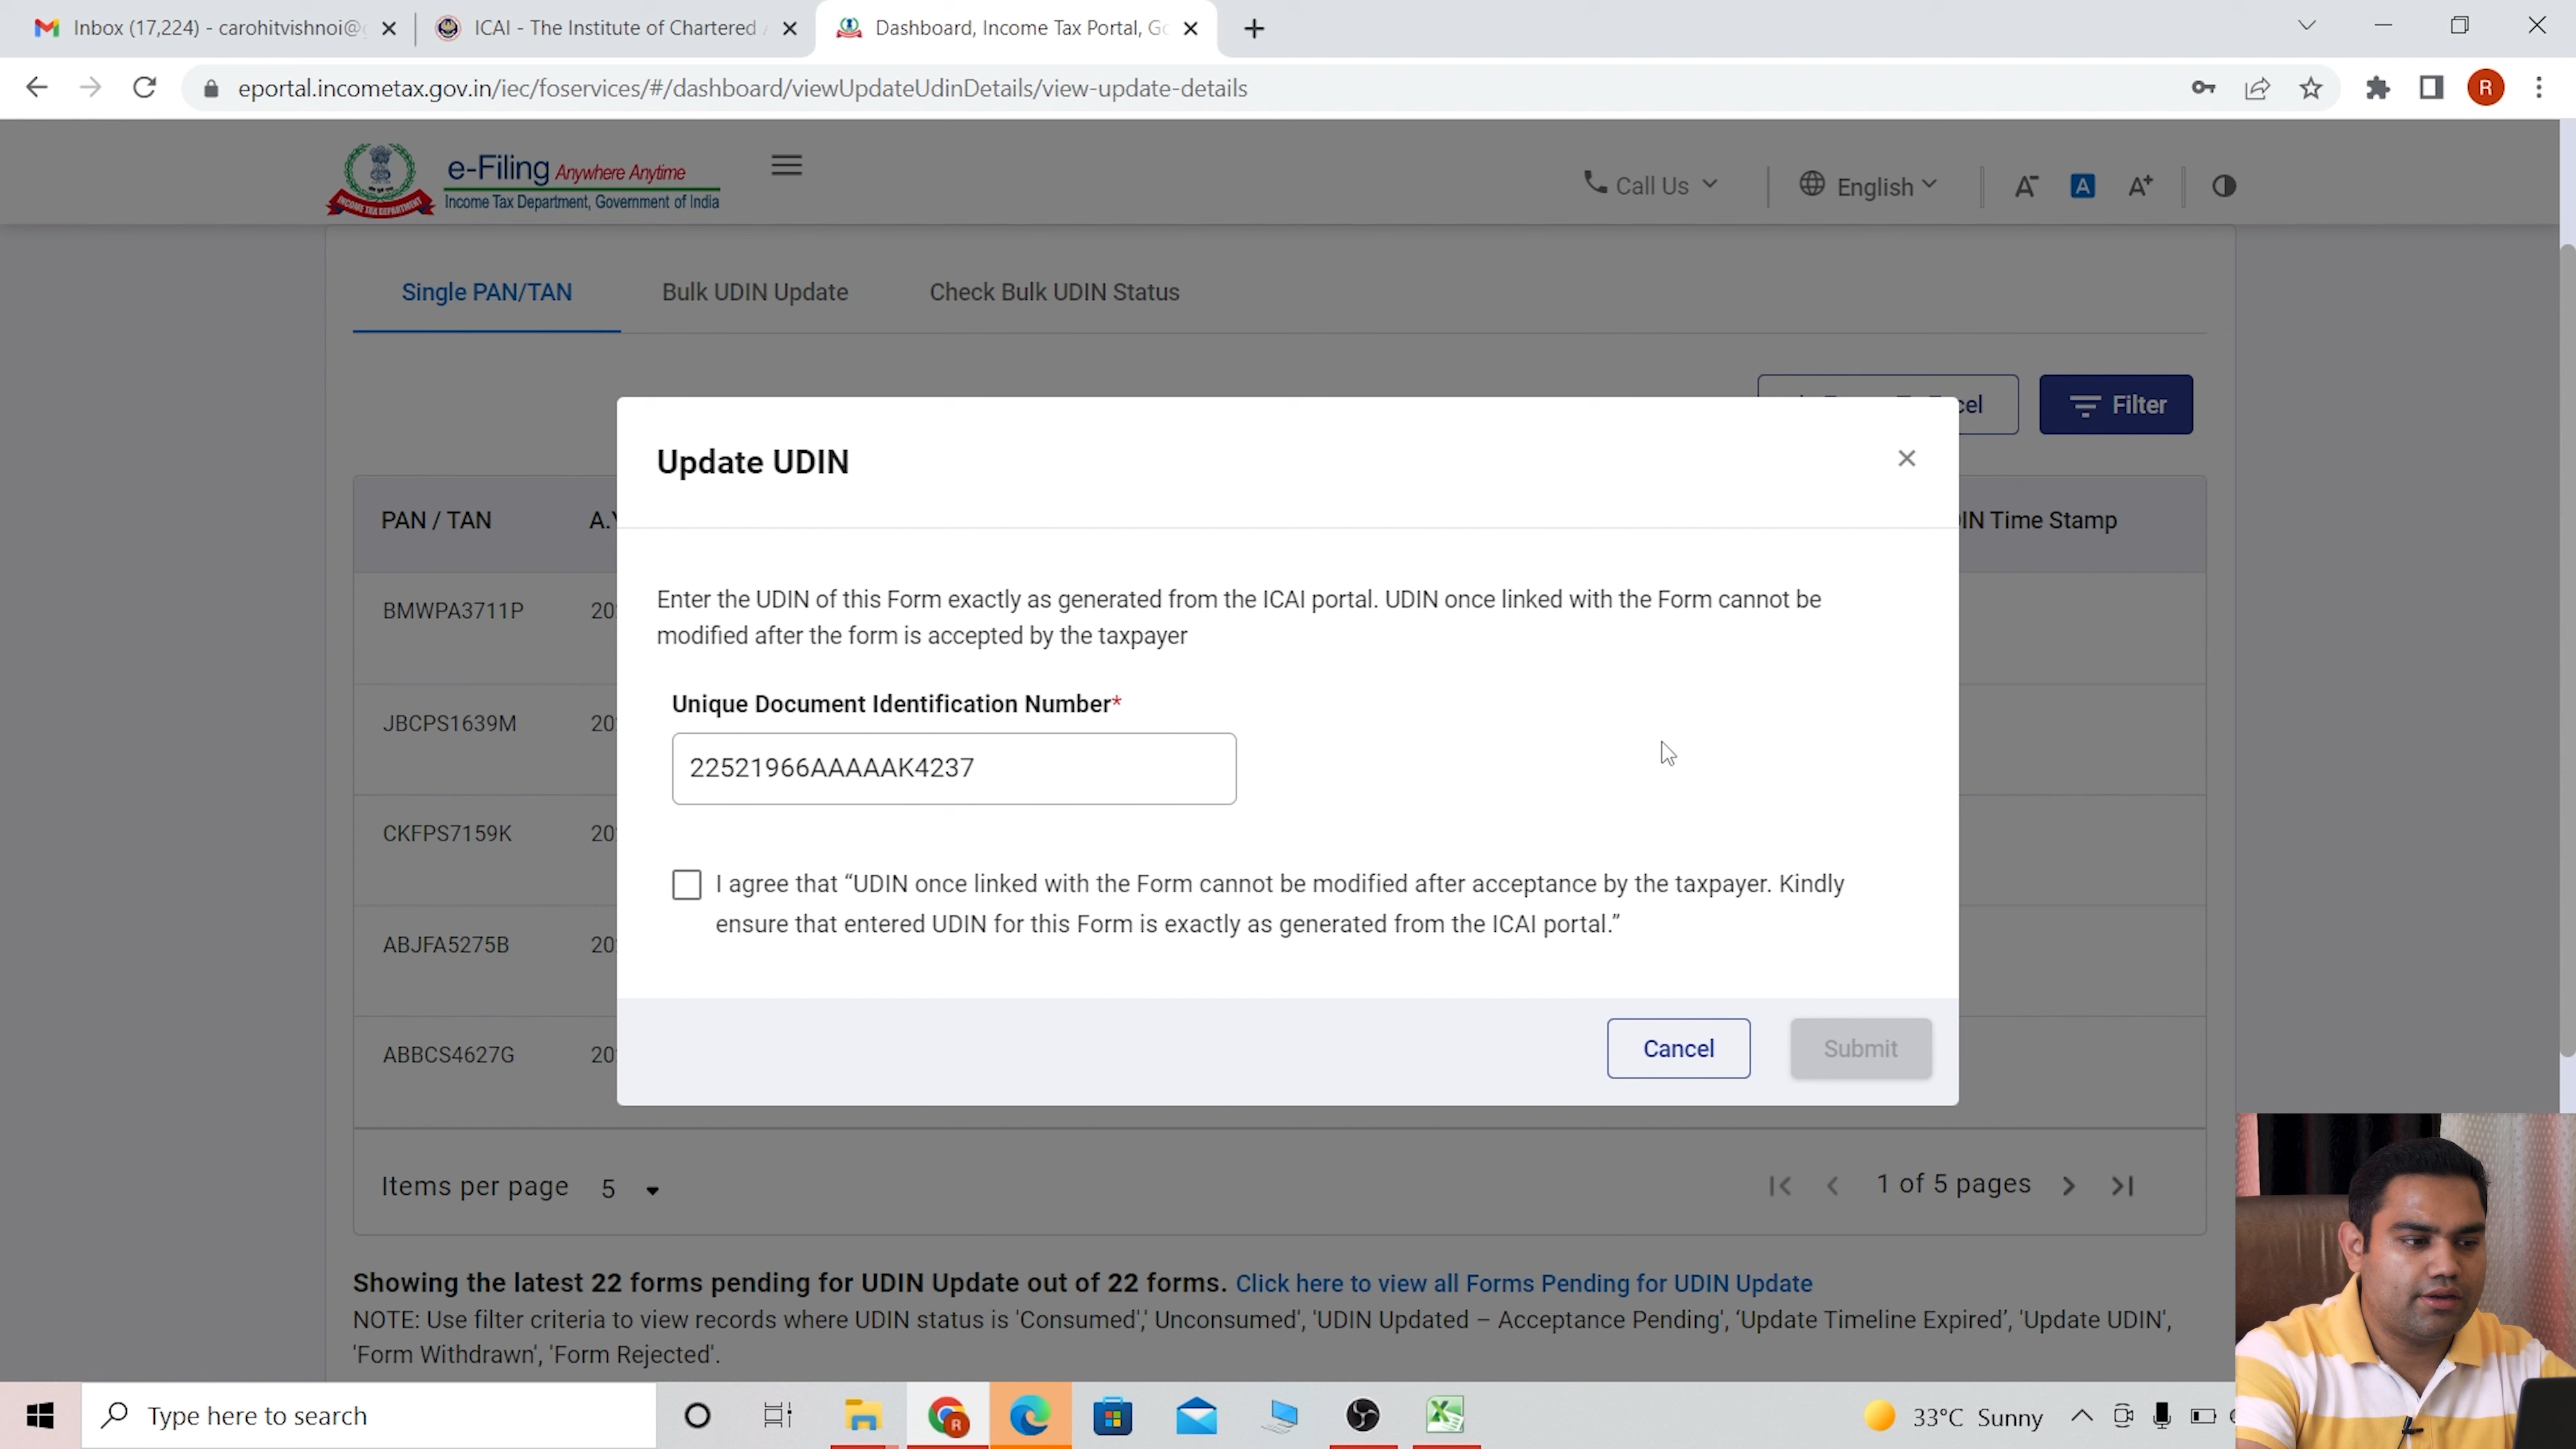 Inbox (17,224) - carohitvishnoi@g
ICAI - The Institute of Chartered A
Dashboard, Income Tax Portal, Go
eportal.incometax.gov.in/iec/foservices/#/dashboard/viewUpdateUdinDetails/view-update-details
R
e-Filing Anywhere Anytime
Income Tax Department, Government of India
INCOME TAX DEPARTMENT
Call Us
English
A-
A
A+
Single PAN/TAN
Bulk UDIN Update
Check Bulk UDIN Status
Filter
Update UDIN
PAN / TAN
IN Time Stamp
Enter the UDIN of this Form exactly as generated from the ICAI portal. UDIN once linked with the Form cannot be
modified after the form is accepted by the taxpayer
BMWPA3711P
JBCPS1639M
Unique Document Identification Number*
22521966AAAAAK4237
CKFPS7159K
I agree that “UDIN once linked with the Form cannot be modified after acceptance by the taxpayer. Kindly
ensure that entered UDIN for this Form is exactly as generated from the ICAI portal.”
ABJFA5275B
ABBCS4627G
Cancel
Submit
Items per page 5
1 of 5 pages
Showing the latest 22 forms pending for UDIN Update out of 22 forms. Click here to view all Forms Pending for UDIN Update
NOTE: Use filter criteria to view records where UDIN status is 'Consumed',' Unconsumed', 'UDIN Updated – Acceptance Pending', ‘Update Timeline Expired’, 'Update UDIN',
'Form Withdrawn', 'Form Rejected'.
Type here to search
33°C Sunny